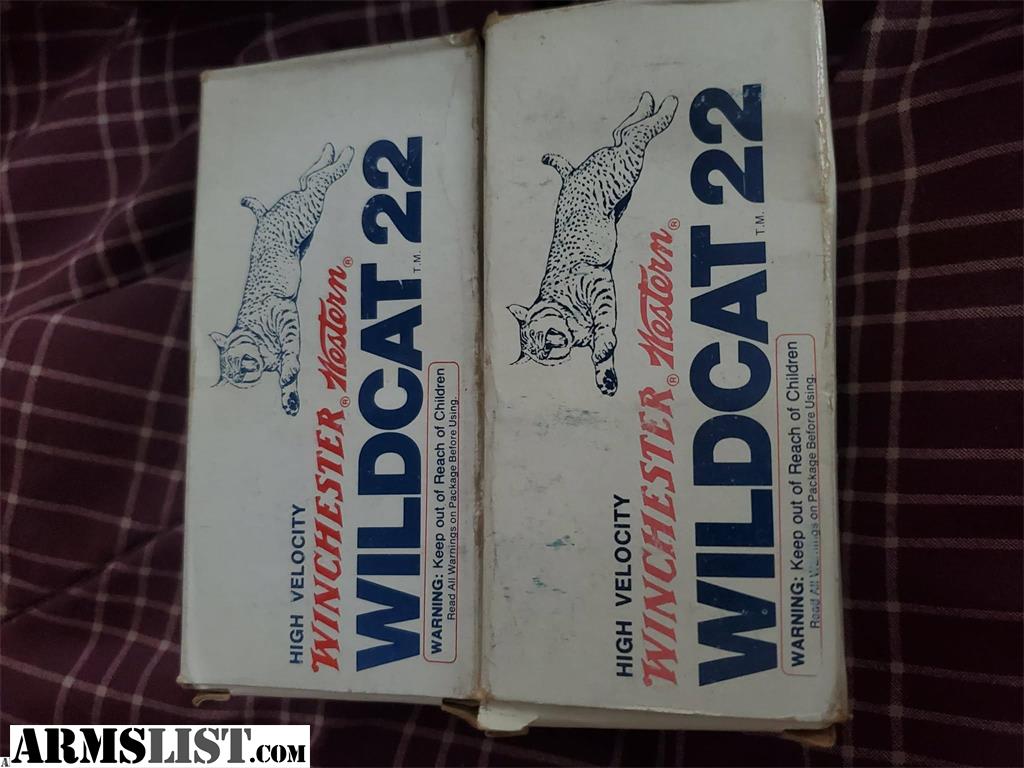 HIGH VELOCITY
WINCHESTER® Western®
WILDCAT 22 T.M.
WARNING: Keep out of Reach of Children
Read All Warnings on Package Before Using.
HIGH VELOCITY
WINCHESTER® Western®
WILDCAT 22 T.M.
WARNING: Keep out of Reach of Children
Read All Warnings on Package Before Using.
ARMSLIST.com